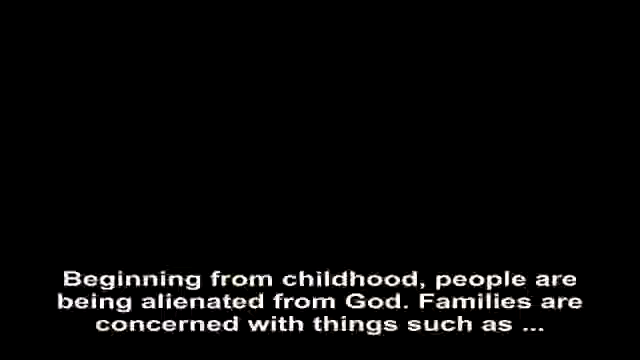 Beginning from childhood, people are
being alienated from God. Families are
concerned with things such as ...